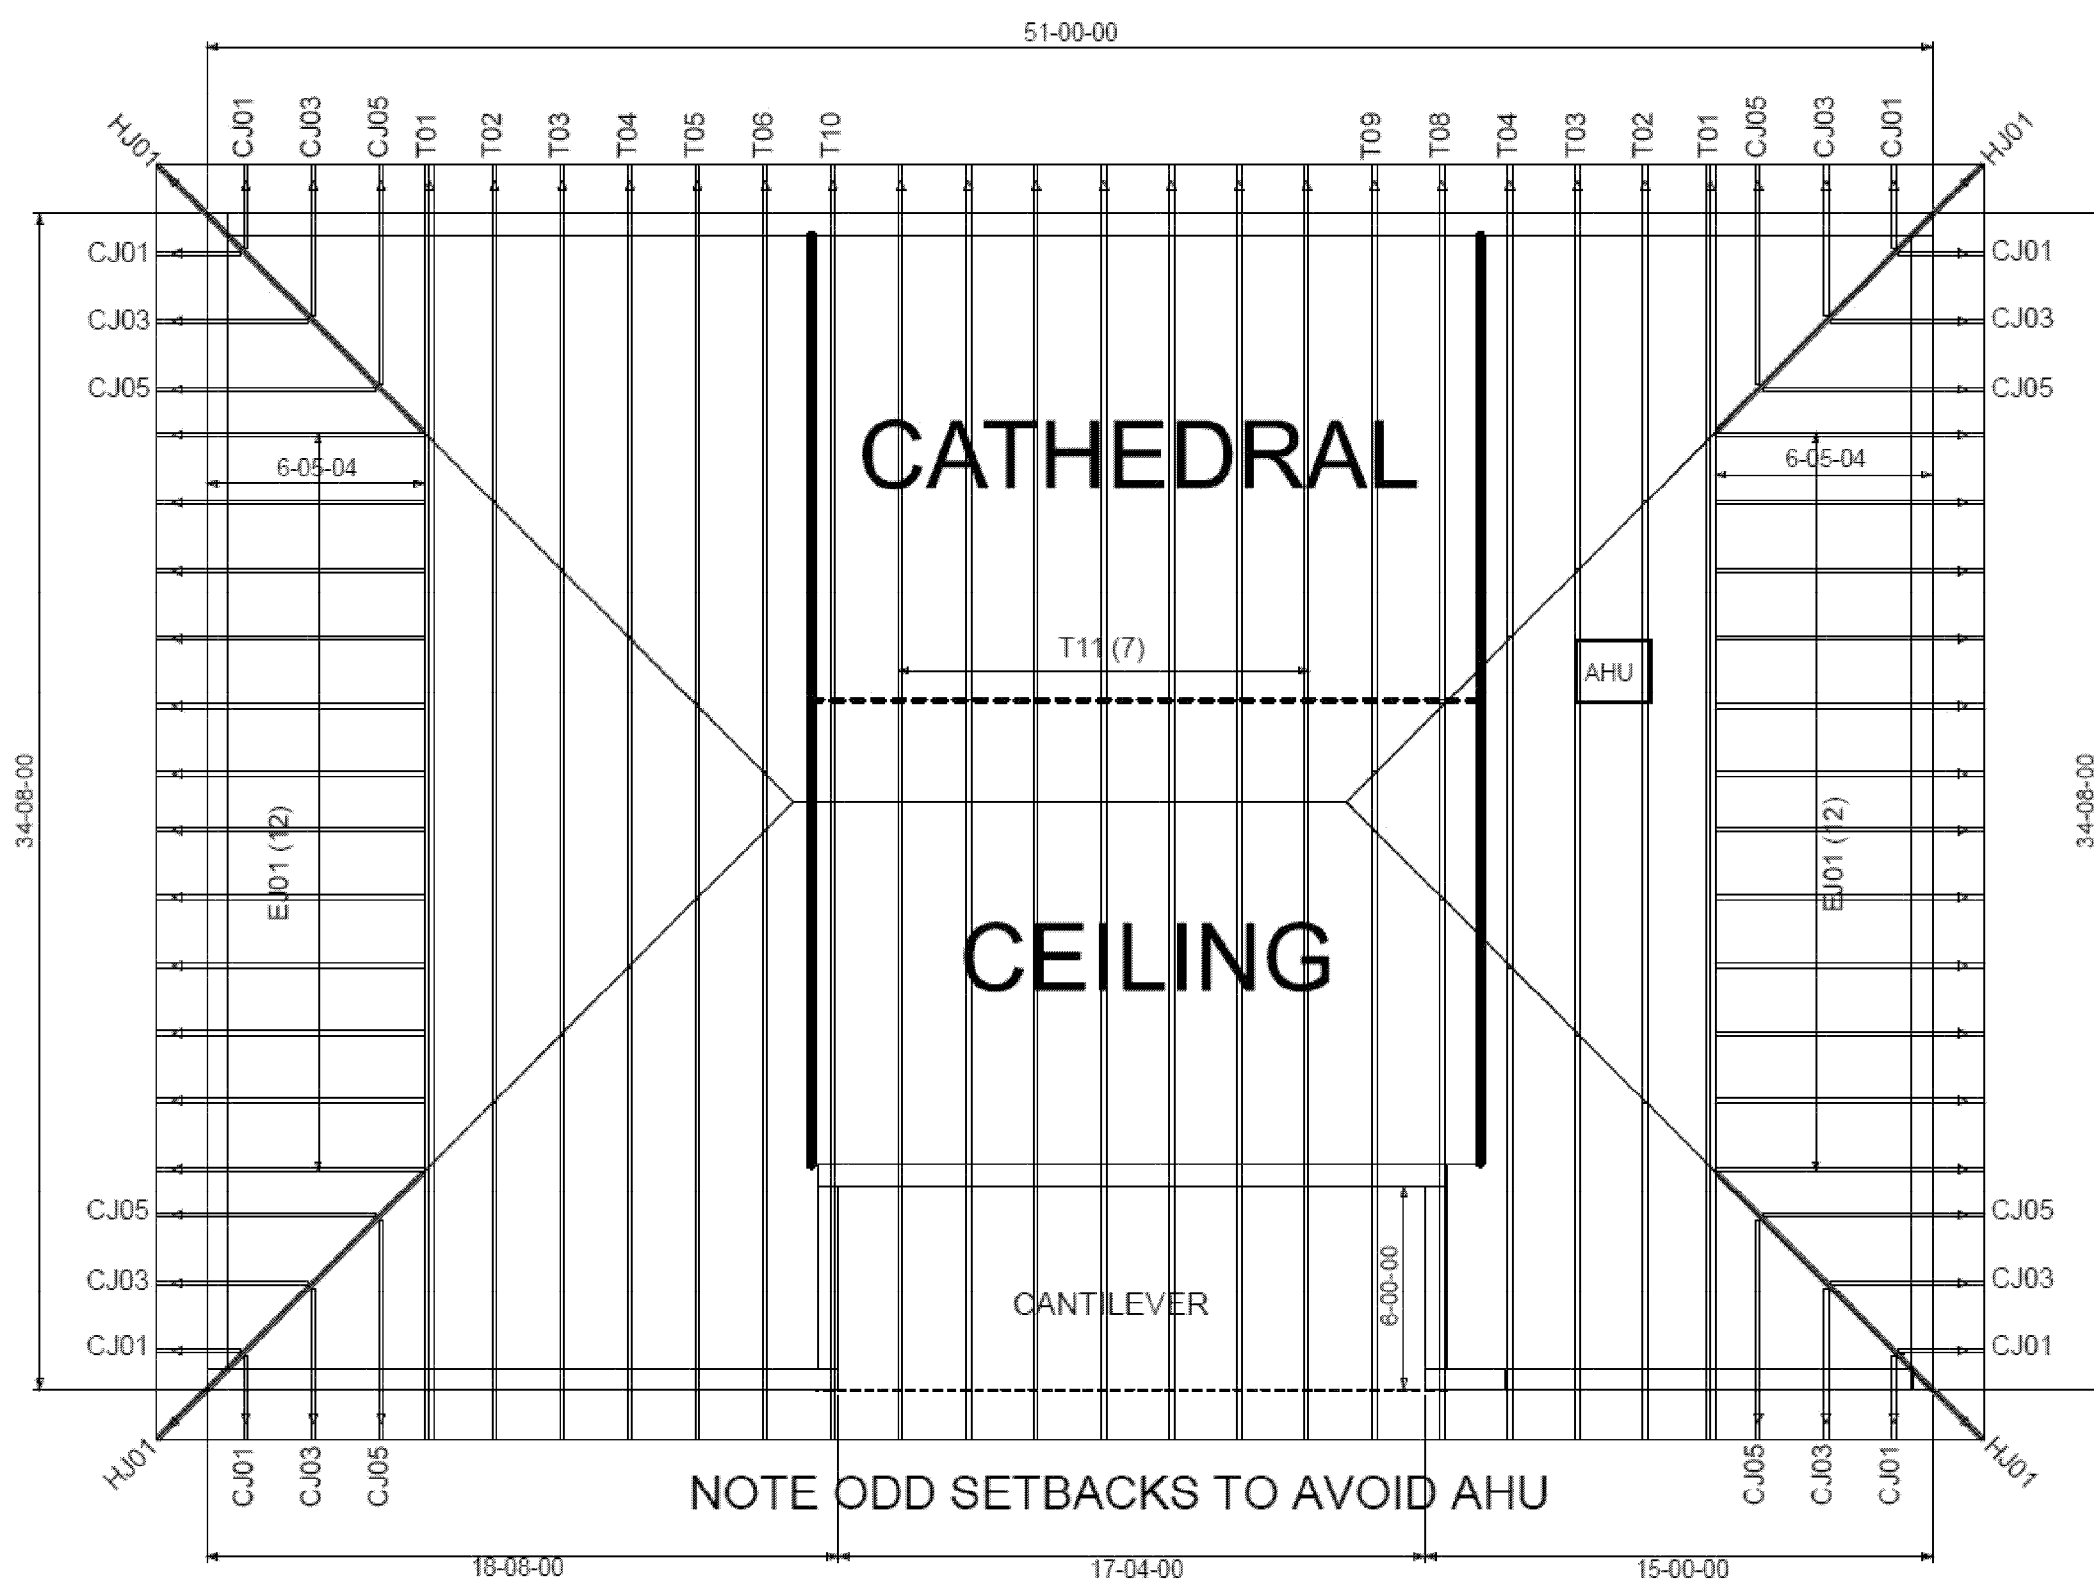 51-00-00
HJ01
CJ01
CJ03
CJ05
T01
T02
T03
T04
T05
T06
T10
T09
T08
T04
T03
T02
T01
CJ05
CJ03
CJ01
HJ01
CJ01
CJ01
CJ03
CJ03
CJ05
CJ05
CATHEDRAL
6-05-04
6-05-04
T11 (7)
AHU
34-08-00
34-08-00
EJ01 (12)
EJ01 (12)
CEILING
CJ05
CJ05
CJ03
CJ03
CANTILEVER
6-00-00
CJ01
CJ01
HJ01
CJ01
CJ03
CJ05
CJ05
CJ03
CJ01
HJ01
NOTE ODD SETBACKS TO AVOID AHU
18-08-00
17-04-00
15-00-00